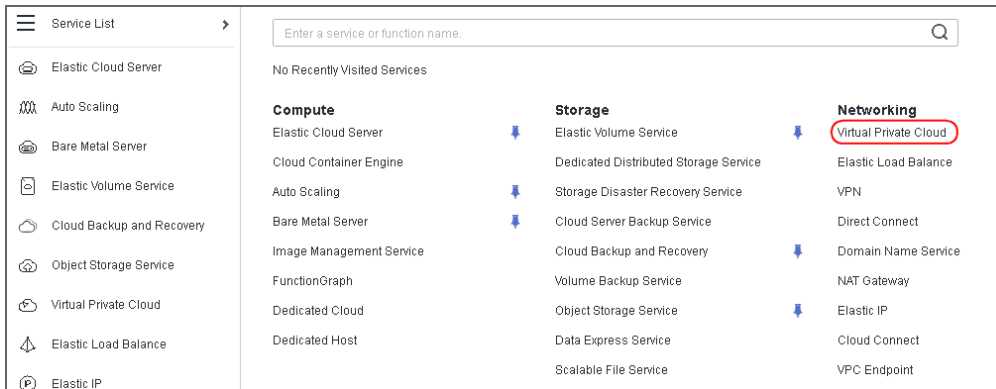 Service List
Elastic Cloud Server
Auto Scaling
Bare Metal Server
Elastic Volume Service
Cloud Backup and Recovery
Object Storage Service
Virtual Private Cloud
Elastic Load Balance
Elastic IP
Enter a service or function name.
No Recently Visited Services
Compute
Elastic Cloud Server
Cloud Container Engine
Auto Scaling
Bare Metal Server
Image Management Service
FunctionGraph
Dedicated Cloud
Dedicated Host
Storage
Elastic Volume Service
Dedicated Distributed Storage Service
Storage Disaster Recovery Service
Cloud Server Backup Service
Cloud Backup and Recovery
Volume Backup Service
Object Storage Service
Data Express Service
Scalable File Service
Networking
Virtual Private Cloud
Elastic Load Balance
VPN
Direct Connect
Domain Name Service
NAT Gateway
Elastic IP
Cloud Connect
VPC Endpoint